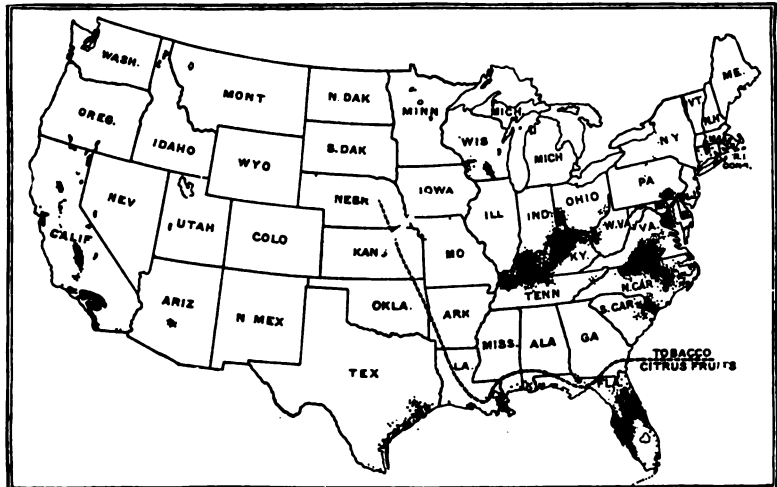 WASH.
MONT
N. DAK
MINN
MICH.
ME.
VT.
N.H.
OREG.
IDAHO
WYO
S. DAK
WIS
MICH
N Y
R.I
CONN.
NEV
UTAH
COLO
NEBR
IOWA
ILL
IND.
OHIO
PA
W.VA.
VA.
CALIF
KAN
MO
KY.
ARIZ
N MEX
OKLA.
ARK
TENN
N.CAR
S.CAR
TEX
LA.
MISS.
ALA
GA
FLA
TOBACCO
CITRUS FRUITS